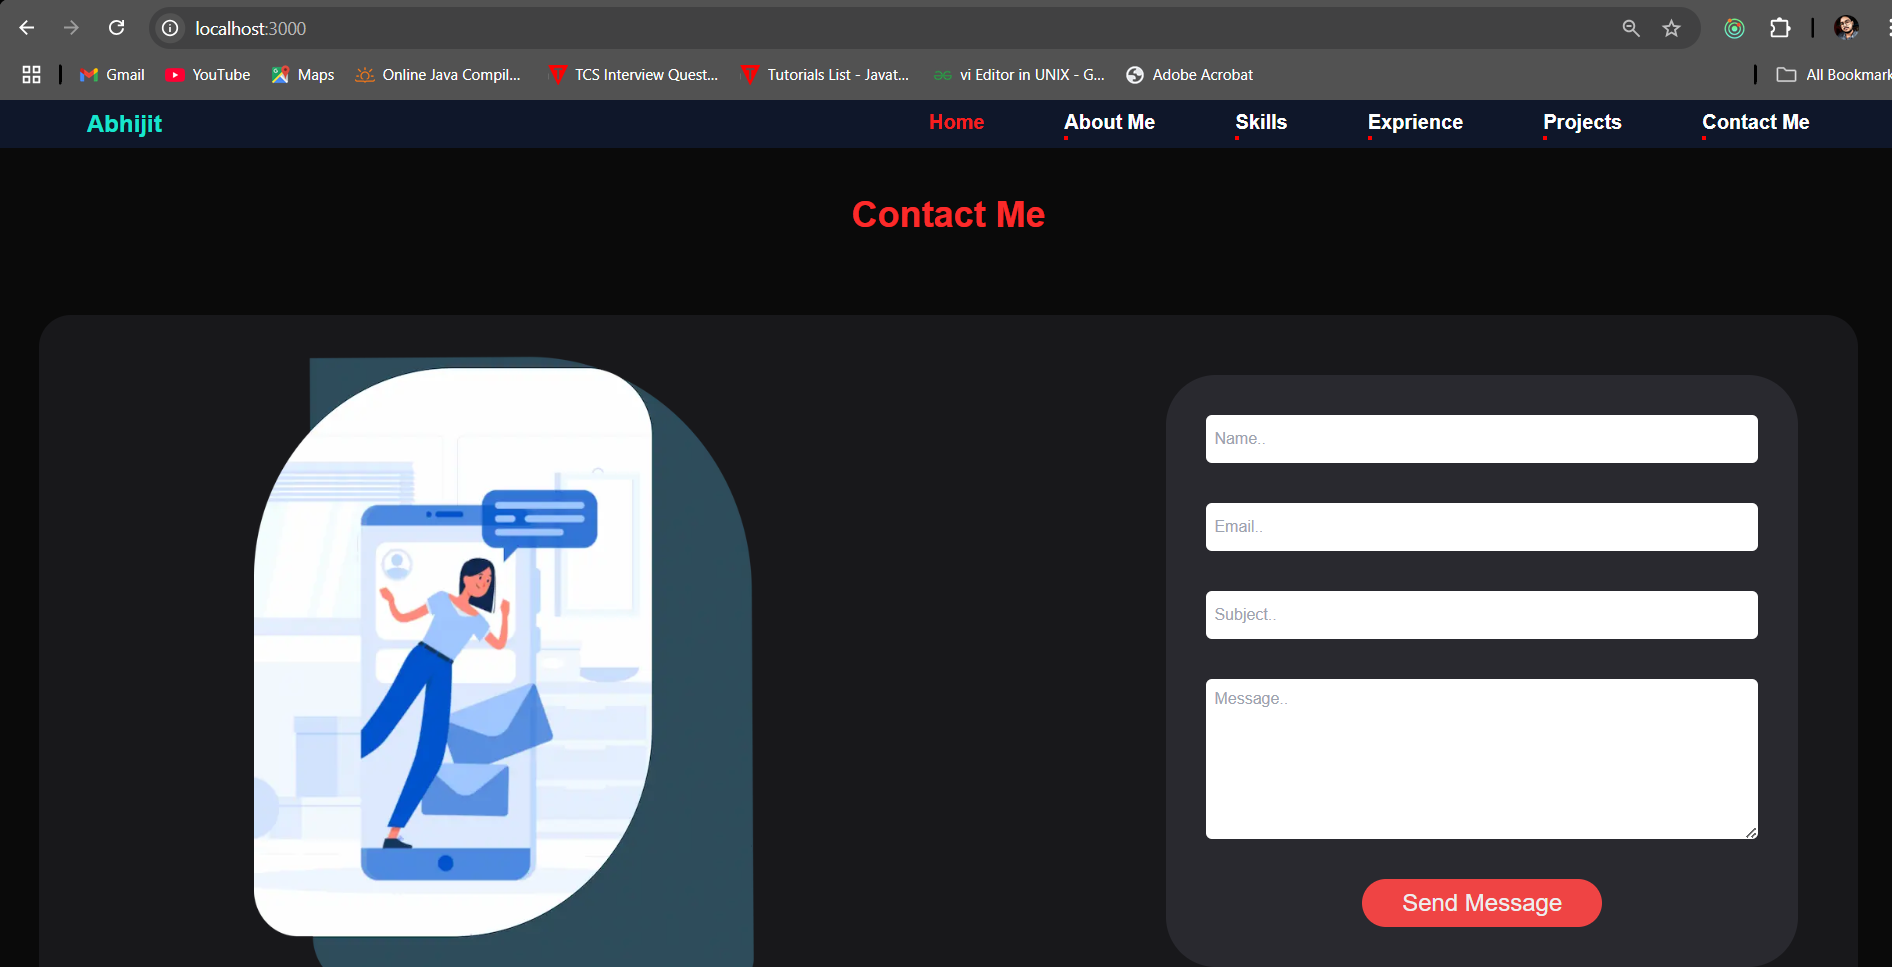 localhost:3000
Gmail YouTube Maps Online Java Compil... TCS Interview Quest... Tutorials List - Javat... vi Editor in UNIX - G... Adobe Acrobat All Bookmark
Abhijit Home About Me Skills Exprience Projects Contact Me
Contact Me
Name..
Email..
Subject..
Message..
Send Message